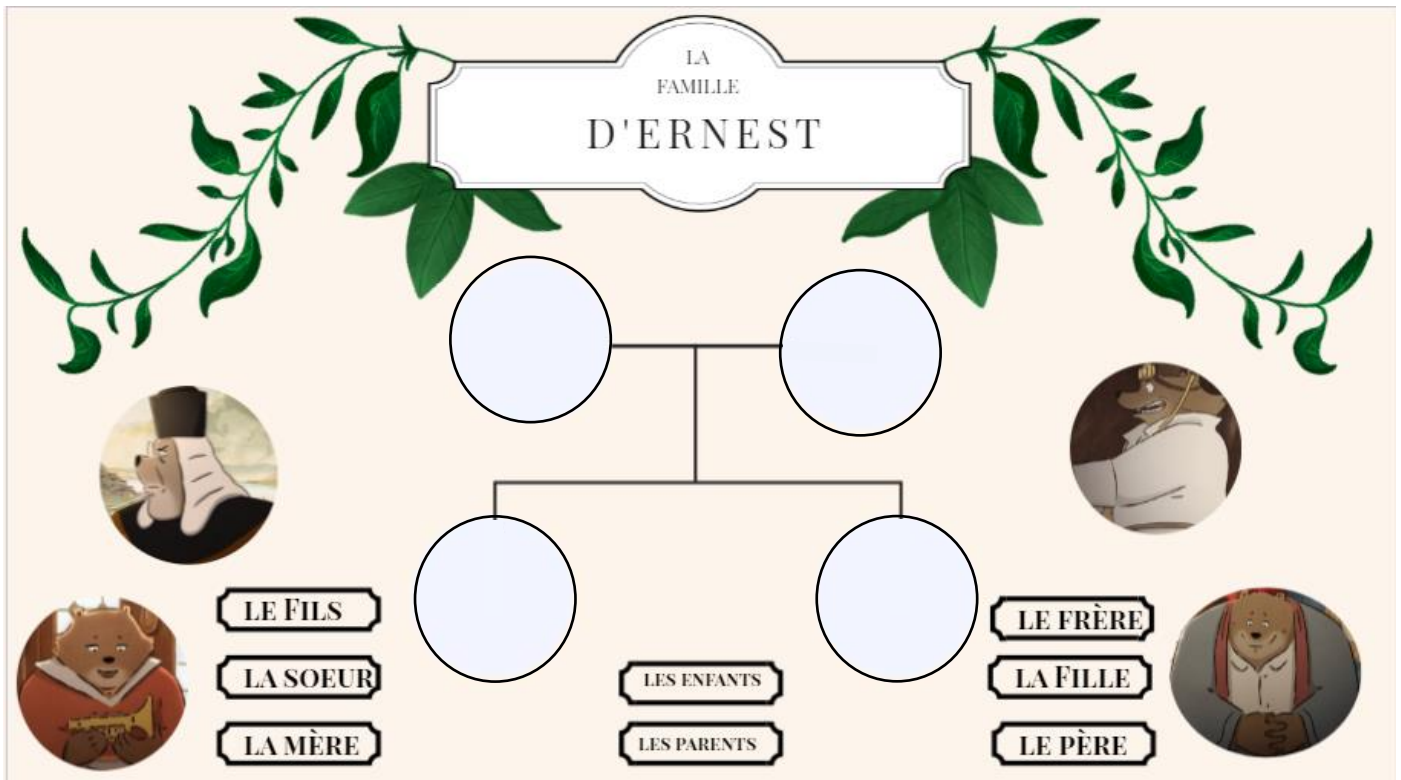 LA
FAMILLE
D'ERNEST
LE FILS
LA SOEUR
LA MÈRE
LES ENFANTS
LES PARENTS
LE FRÈRE
LA FILLE
LE PÈRE